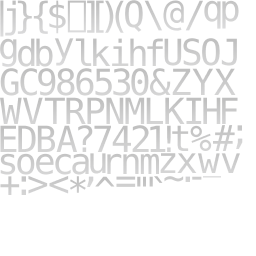 |j}{$[])(Q\@/qp
gdbylkihfUSOJ
GC986530&ZYX
WVTRPNMLKIHF
EDBA?7421!t%#;
soecaurnmzxwv
+:><*’^="'`~¨-_